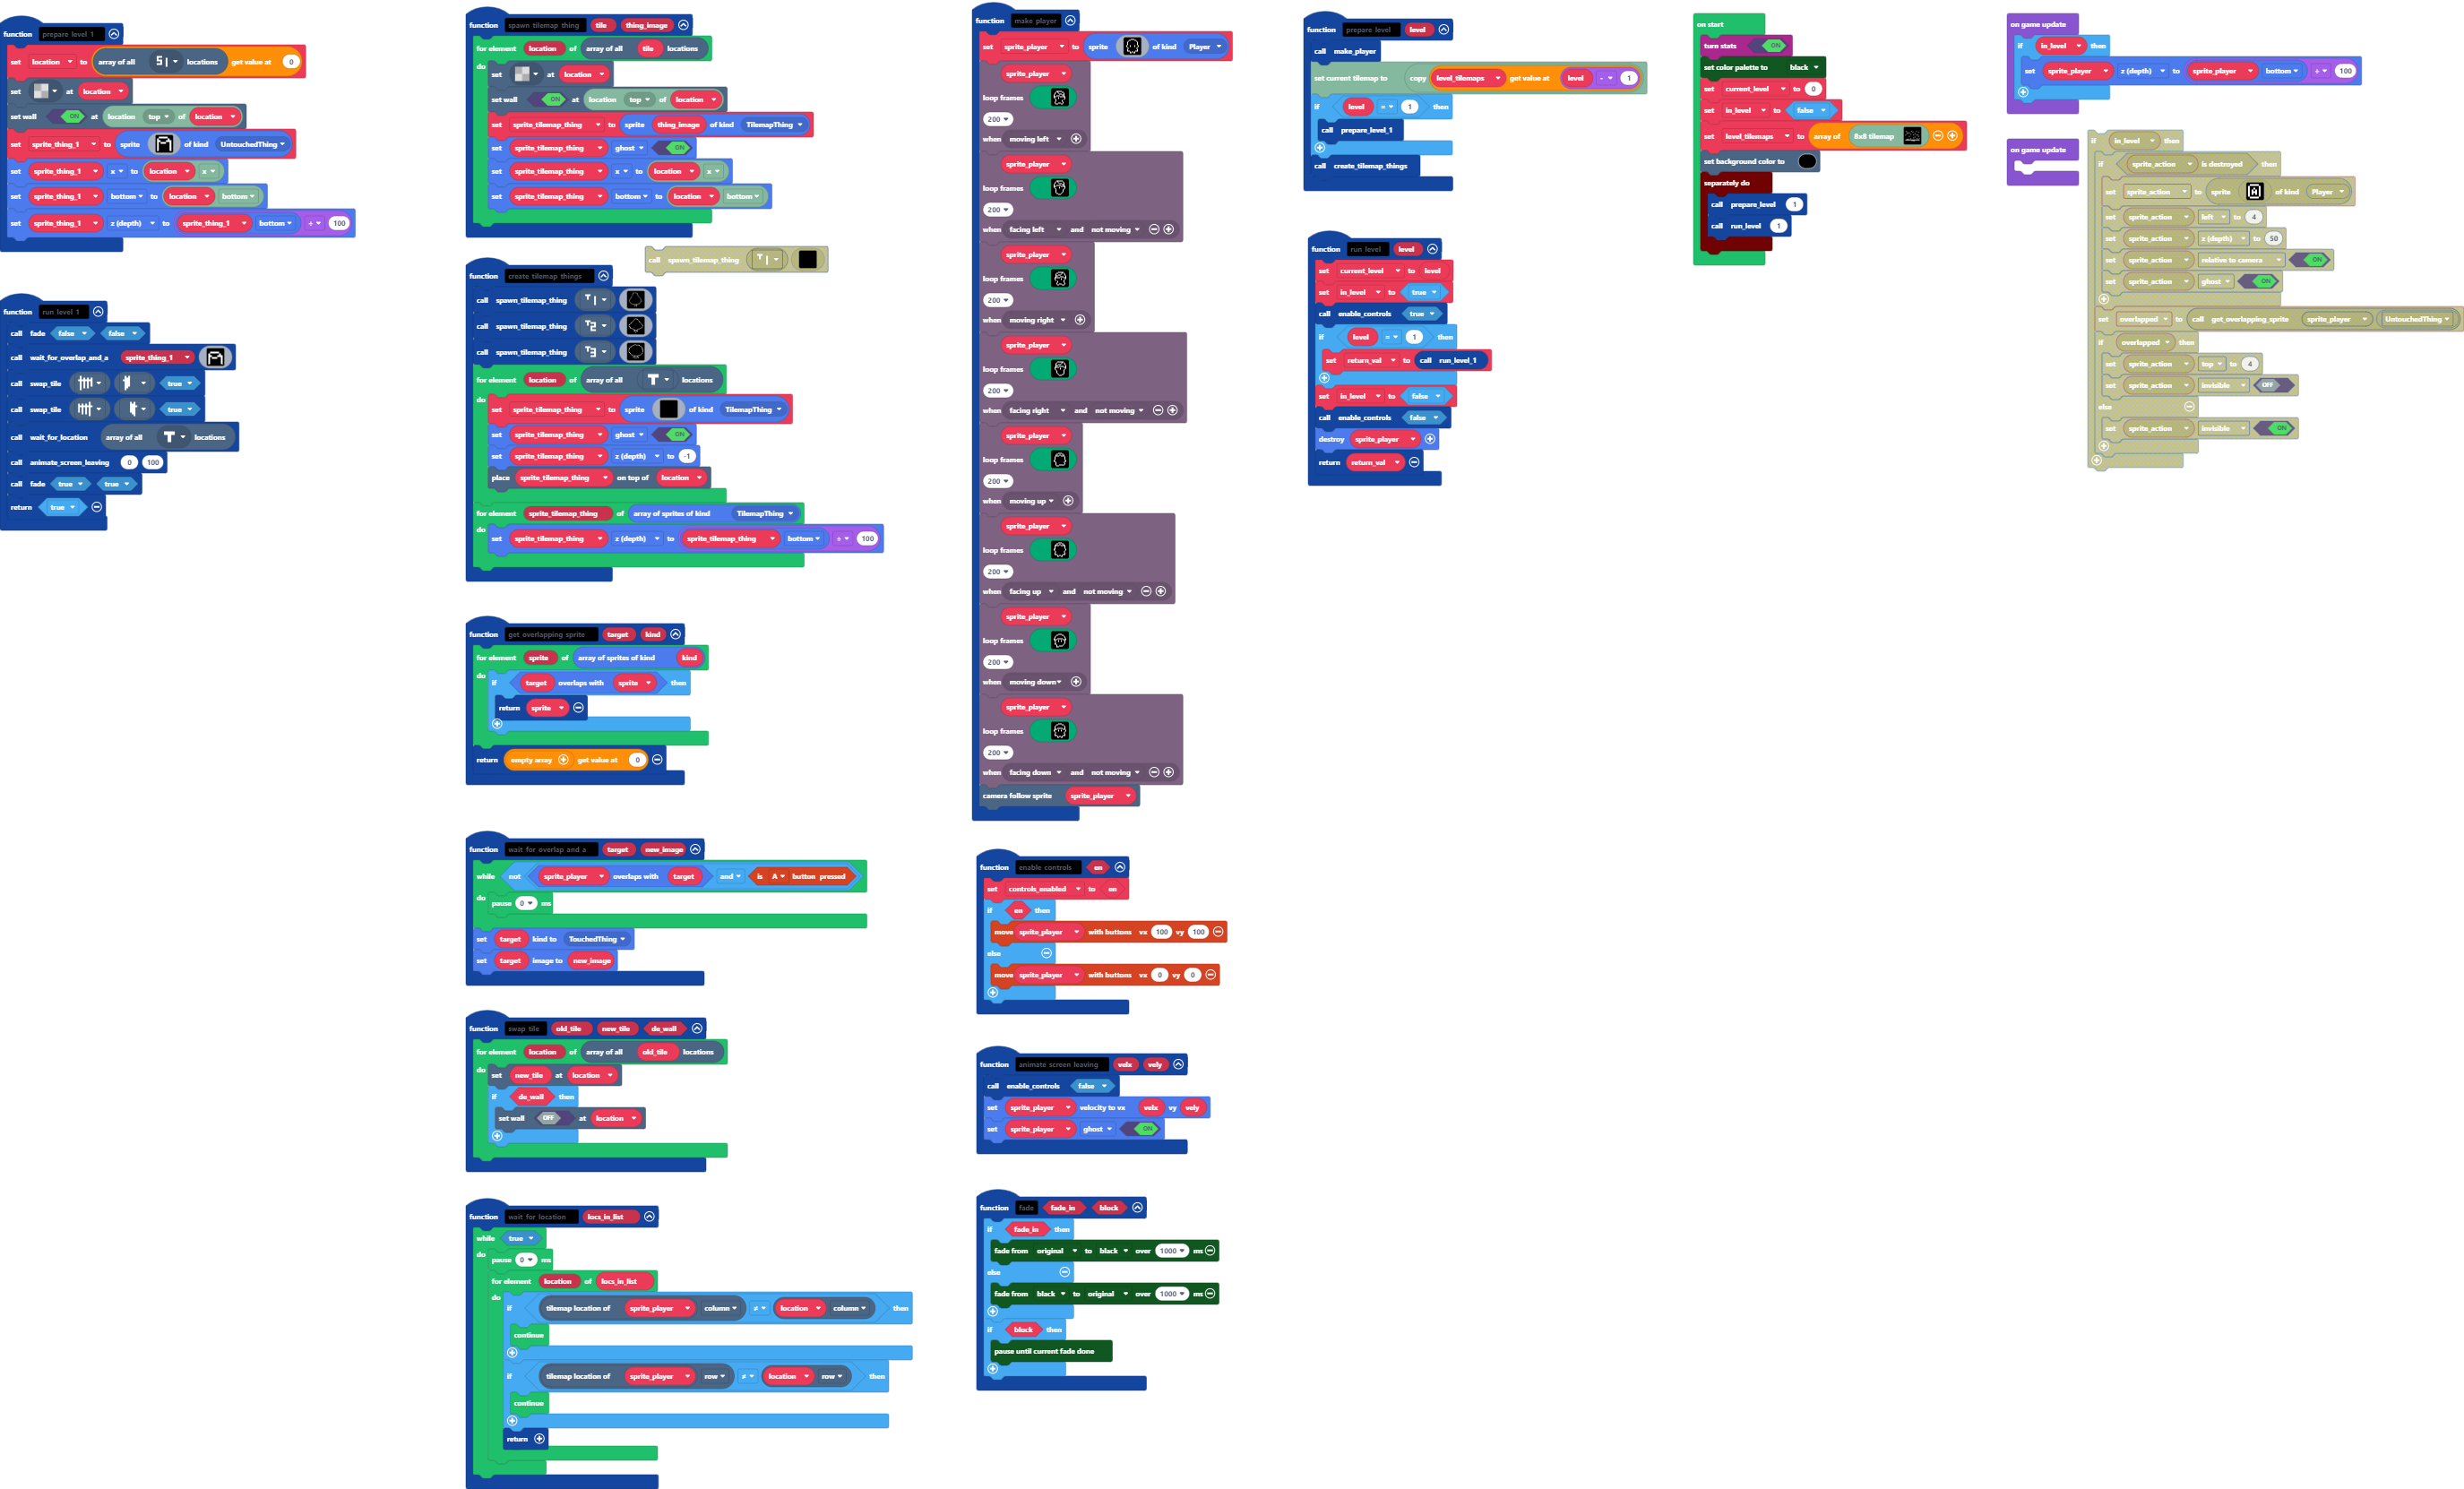 function prepare level 1
set location to array of all S1 locations get value at 0
set at location
set wall ON at location top of location
set sprite_thing_1 to sprite of kind UntouchedThing
set sprite_thing_1 x to location x
set sprite_thing_1 bottom to location bottom
set sprite_thing_1 z (depth) to sprite_thing_1 bottom ÷ 100
function run level 1
call fade false false
call wait_for_overlap_and_a sprite_thing_1
call swap_tile true
call swap_tile true
call wait_for_location array of all T locations
call animate_screen_leaving 0 100
call fade true true
return true
function spawn tilemap thing tile thing_image
for element location of array of all tile locations
do
set at location
set wall ON at location top of location
set sprite_tilemap_thing to sprite thing_image of kind TilemapThing
set sprite_tilemap_thing ghost ON
set sprite_tilemap_thing x to location x
set sprite_tilemap_thing bottom to location bottom
call spawn_tilemap_thing T1
function create tilemap things
call spawn_tilemap_thing T1
call spawn_tilemap_thing T2
call spawn_tilemap_thing T3
for element location of array of all T locations
do
set sprite_tilemap_thing to sprite of kind TilemapThing
set sprite_tilemap_thing ghost ON
set sprite_tilemap_thing z (depth) to -1
place sprite_tilemap_thing on top of location
for element sprite_tilemap_thing of array of sprites of kind TilemapThing
do
set sprite_tilemap_thing z (depth) to sprite_tilemap_thing bottom ÷ 100
function get overlapping sprite target kind
for element sprite of array of sprites of kind kind
do
if target overlaps with sprite then
return sprite
return empty array get value at 0
function wait for overlap and a target new_image
while not sprite_player overlaps with target and is A button pressed
do
pause 0 ms
set target kind to TouchedThing
set target image to new_image
function swap tile old_tile new_tile de_wall
for element location of array of all old_tile locations
do
set new_tile at location
if de_wall then
set wall OFF at location
function wait for location locs_in_list
while true
do
pause 0 ms
for element location of locs_in_list
do
if tilemap location of sprite_player column ≠ location column then
continue
if tilemap location of sprite_player row ≠ location row then
continue
return
function make player
set sprite_player to sprite of kind Player
sprite_player
loop frames
200
when moving left
sprite_player
loop frames
200
when facing left and not moving
sprite_player
loop frames
200
when moving right
sprite_player
loop frames
200
when facing right and not moving
sprite_player
loop frames
200
when moving up
sprite_player
loop frames
200
when facing up and not moving
sprite_player
loop frames
200
when moving down
sprite_player
loop frames
200
when facing down and not moving
camera follow sprite sprite_player
function enable controls en
set controls_enabled to en
if en then
move sprite_player with buttons vx 100 vy 100
else
move sprite_player with buttons vx 0 vy 0
function animate screen leaving velx vely
call enable_controls false
set sprite_player velocity to vx velx vy vely
set sprite_player ghost ON
function fade fade_in block
if fade_in then
fade from original to black over 1000 ms
else
fade from black to original over 1000 ms
if block then
pause until current fade done
function prepare_level level
call make_player
set current tilemap to copy level_tilemaps get value at level - 1
if level = 1 then
call prepare_level_1
call create_tilemap_things
function run level level
set current_level to level
set in_level to true
call enable_controls true
if level = 1 then
set return_val to call run_level_1
set in_level to false
call enable_controls false
destroy sprite_player
return return_val
on start
turn stats ON
set color palette to black
set current_level to 0
set in_level to false
set level_tilemaps to array of 8x8 tilemap
set background color to
separately do
call prepare_level 1
call run_level 1
on game update
if in_level then
set sprite_player z (depth) to sprite_player bottom ÷ 100
on game update
if in_level then
if sprite_action is destroyed then
set sprite_action to sprite of kind Player
set sprite_action left to 4
set sprite_action z (depth) to 50
set sprite_action relative to camera ON
set sprite_action ghost ON
set overlapped to call get_overlapping_sprite sprite_player UntouchedThing
if overlapped then
set sprite_action top to 4
set sprite_action invisible OFF
else
set sprite_action invisible ON